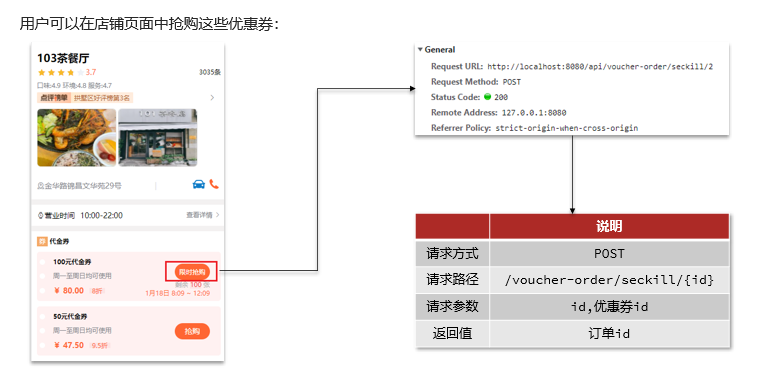 用户可以在店铺页面中抢购这些优惠券：
103茶餐厅
3.7 3035条
口味:4.9 环境:4.8 服务:4.7
点评清单 拱墅区好评榜第3名
金华路锦昌文华苑29号
营业时间 10:00-22:00 查看详情
券 代金券
100元代金券
周一至周日均可使用
限时抢购
¥ 80.00 8折
剩余 100 张
1月18日 8:09 ~ 12:09
50元代金券
周一至周日均可使用
抢购
¥ 47.50 9.5折
General
Request URL: http://localhost:8080/api/voucher-order/seckill/2
Request Method: POST
Status Code: 200
Remote Address: 127.0.0.1:8080
Referrer Policy: strict-origin-when-cross-origin
说明
请求方式 POST
请求路径 /voucher-order/seckill/{id}
请求参数 id,优惠券id
返回值 订单id